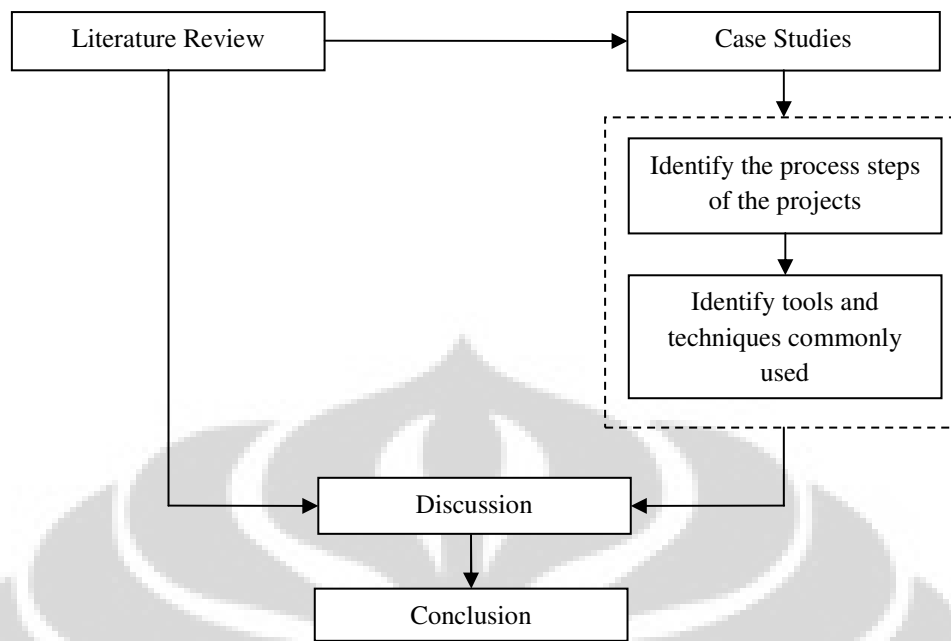 Literature Review
Case Studies
Identify the process steps
of the projects
Identify tools and
techniques commonly
used
Discussion
Conclusion